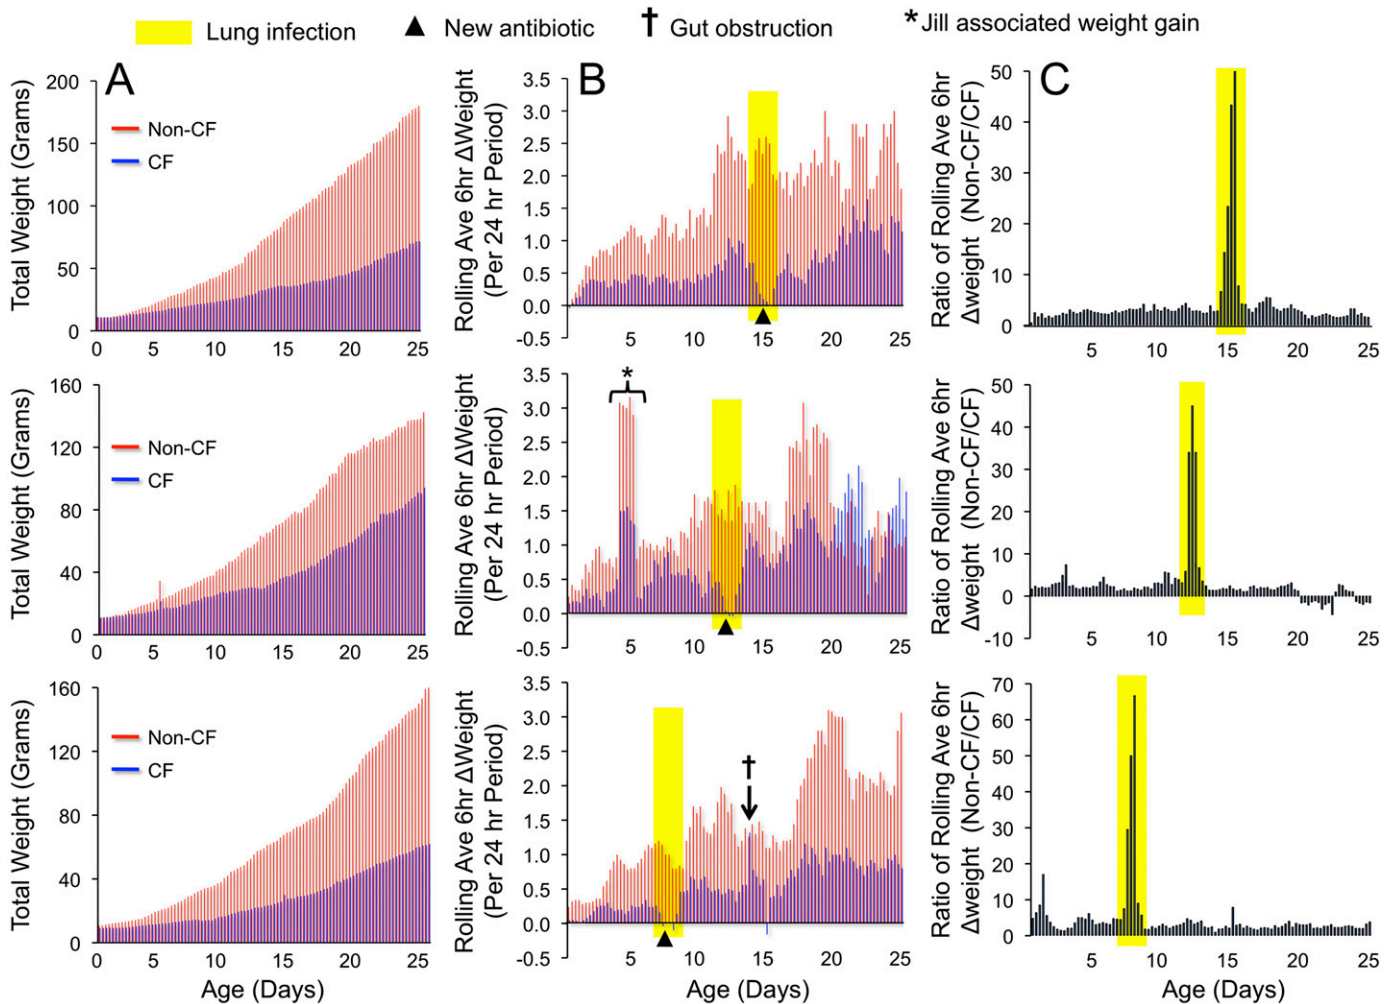 Lung infection ▲ New antibiotic † Gut obstruction *Jill associated weight gain
A
Total Weight (Grams)
200
150
100
50
0
Non-CF
CF
0 5 10 15 20 25
B
Rolling Ave 6hr ΔWeight
(Per 24 hr Period)
3.5
3.0
2.5
2.0
1.5
1.0
0.5
0.0
-0.5
5 10 15 20 25
▲
C
Ratio of Rolling Ave 6hr
Δweight (Non-CF/CF)
50
40
30
20
10
0
5 10 15 20 25
Total Weight (Grams)
160
120
80
40
0
Non-CF
CF
0 5 10 15 20 25
Rolling Ave 6hr ΔWeight
(Per 24 hr Period)
3.5
3.0
2.5
2.0
1.5
1.0
0.5
0.0
-0.5
*
5 10 15 20 25
▲
Ratio of Rolling Ave 6hr
Δweight (Non-CF/CF)
50
40
30
20
10
0
-10
5 10 15 20 25
Total Weight (Grams)
160
120
80
40
0
Non-CF
CF
0 5 10 15 20 25
Age (Days)
Rolling Ave 6hr ΔWeight
(Per 24 hr Period)
3.5
3.0
2.5
2.0
1.5
1.0
0.5
0.0
-0.5
†
5 10 15 20 25
▲
Age (Days)
Ratio of Rolling Ave 6hr
Δweight (Non-CF/CF)
70
60
50
40
30
20
10
0
5 10 15 20 25
Age (Days)